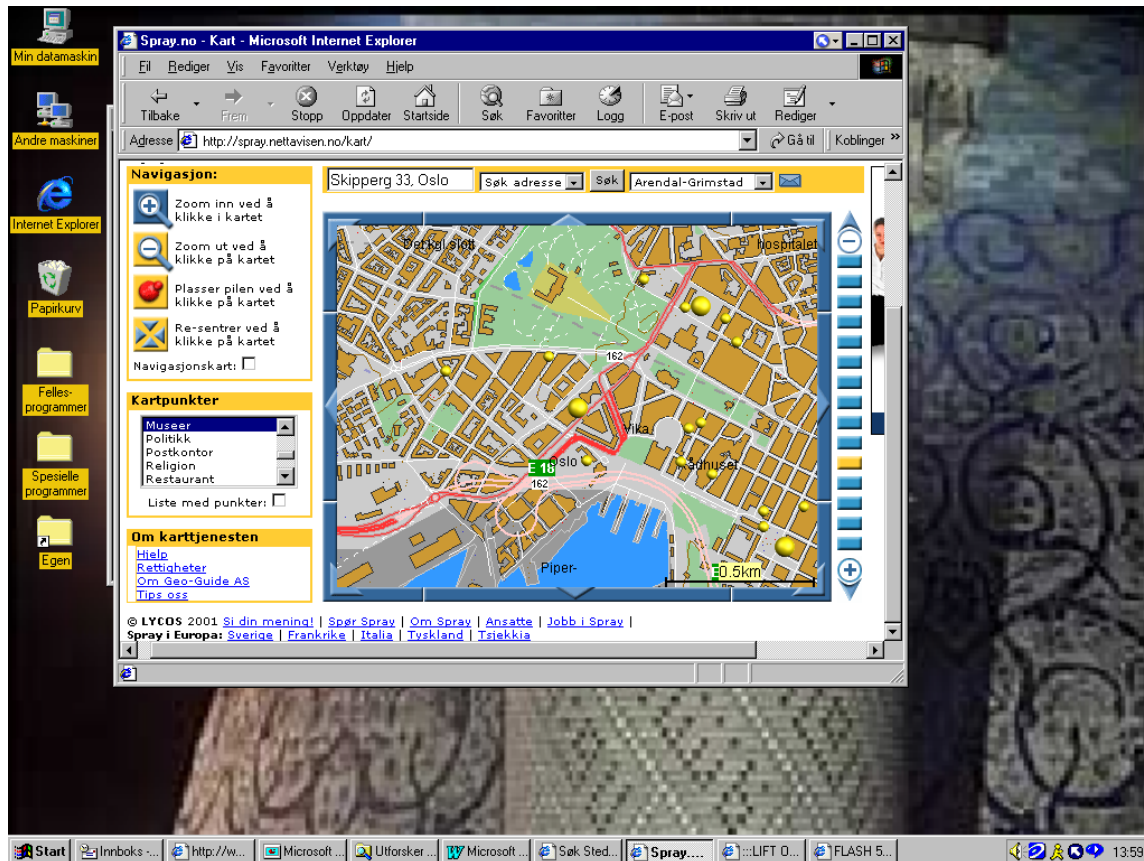 Min datamaskin
Andre maskiner
Internet Explorer
Papirkurv
Felles-
programmer
Spesielle
programmer
Egen
Spray.no - Kart - Microsoft Internet Explorer
Fil Rediger Vis Favoritter Verktøy Hjelp
Tilbake Frem Stopp Oppdater Startside Søk Favoritter Logg E-post Skriv ut Rediger
Adresse http://spray.nettavisen.no/kart/ Gå til Koblinger »
Navigasjon:
Zoom inn ved å
klikke i kartet
Zoom ut ved å
klikke på kartet
Plasser pilen ved å
klikke på kartet
Re-sentrer ved å
klikke på kartet
Navigasjonskart:
Kartpunkter
Museer
Politikk
Postkontor
Religion
Restaurant
Liste med punkter:
Om karttjenesten
Hjelp
Rettigheter
Om Geo-Guide AS
Tips oss
Skipperg 33, Oslo Søk adresse Søk Arendal-Grimstad
Det kgl slott
hospitalet
162
Vika
Oslo
E 18
Rådhuset
162
Piper-
0.5km
© LYCOS 2001 Si din mening! | Spør Spray | Om Spray | Ansatte | Jobb i Spray |
Spray i Europa: Sverige | Frankrike | Italia | Tyskland | Tsjekkia
Start Innboks -... http://w... Microsoft ... Utforsker ... Microsoft ... Søk Sted... Spray.... :::LIFT O... FLASH 5... 13:59